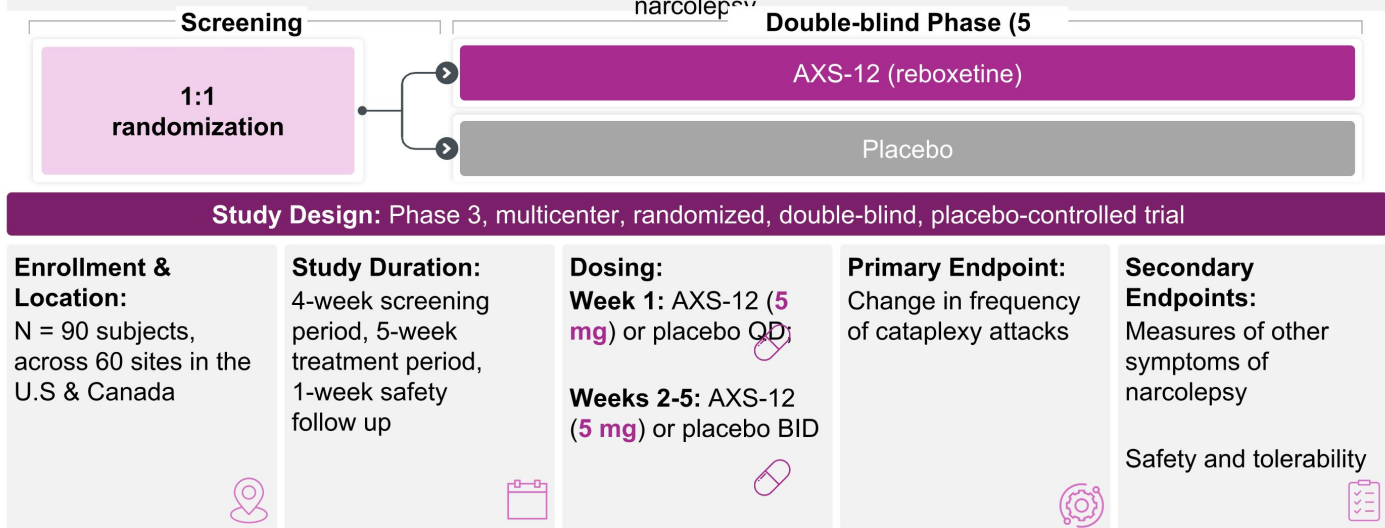 narcolepsy
Screening
Double-blind Phase (5
1:1
randomization
AXS-12 (reboxetine)
Placebo
Study Design: Phase 3, multicenter, randomized, double-blind, placebo-controlled trial
Enrollment &
Location:
N = 90 subjects,
across 60 sites in the
U.S & Canada
Study Duration:
4-week screening
period, 5-week
treatment period,
1-week safety
follow up
Dosing:
Week 1: AXS-12 (5
mg) or placebo QD;
Weeks 2-5: AXS-12
(5 mg) or placebo BID
Primary Endpoint:
Change in frequency
of cataplexy attacks
Secondary
Endpoints:
Measures of other
symptoms of
narcolepsy
Safety and tolerability